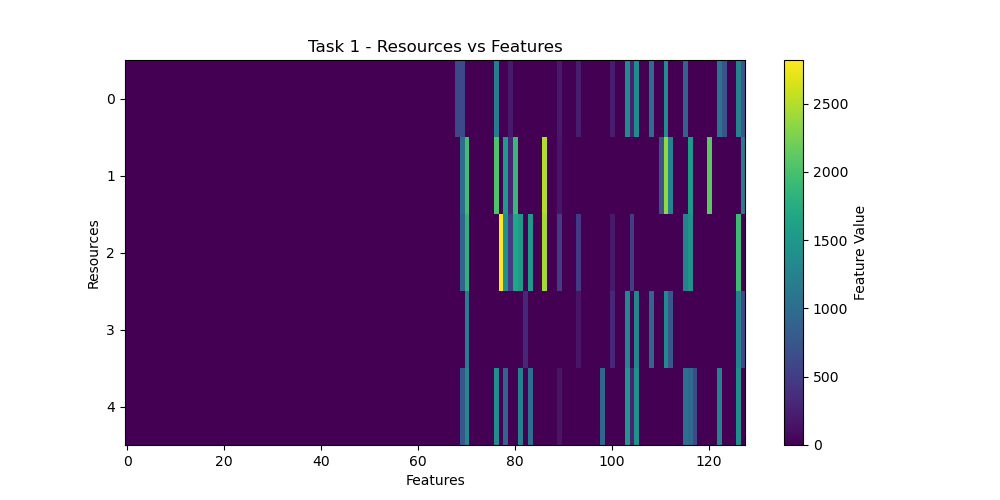 Task 1 - Resources vs Features
Resources
0
1
2
3
4
0 20 40 60 80 100 120
Features
2500
2000
1500
1000
500
0
Feature Value